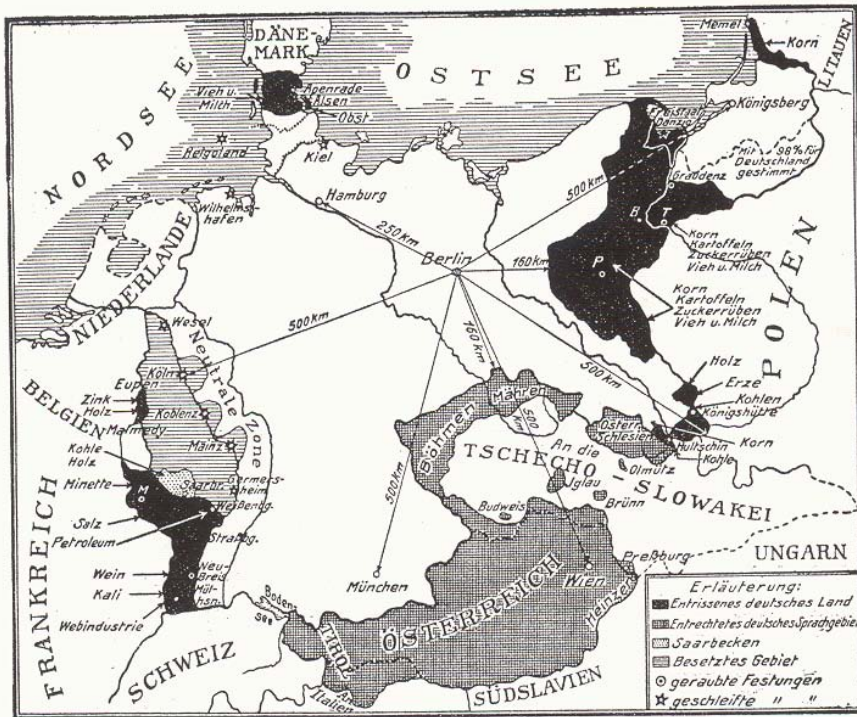 NORDSEE
OSTSEE
DÄNE-
MARK
Vieh u.
Milch
Apenrade
Alsen
Obst
Helgoland
Kiel
Wilhelms-
hafen
Hamburg
Memel
Korn
LITAUEN
Königsberg
Freistaat
Danzig
Mit 98% für
Deutschland
gestimmt
Graudenz
B.
T
Korn
Kartoffeln
Zuckerrüben
Vieh u. Milch
P
Korn
Kartoffeln
Zuckerrüben
Vieh u. Milch
POLEN
500 km
250 km
Berlin
160 km
500 km
160 km
500 km
500 km
500 km
NIEDERLANDE
Wesel
Köln
Neutrale Zone
Koblenz
Mainz
BELGIEN
Eupen
Zink
Holz
Malmedy
Kohle
Holz
Minette
M
Saarbr.
Germers-
heim
Weißenbg.
Salz
Petroleum
Straßbg.
Wein
Kali
Neu-
Breis.
Mülh-
hsn.
Webindustrie
FRANKREICH
SCHWEIZ
Boden-
see
München
Holz
Erze
Kohlen
Königshütte
Korn
Hultschin
Kohle
Österr.
Schlesien
Mähren
Böhmen
An die
TSCHECHO-SLOWAKEI
Olmütz
Iglau
Brünn
Budweis
Preßburg
UNGARN
Wien
Heinzen
ÖSTERREICH
TIROL
An
Italien
SÜDSLAVIEN
Erläuterung:
Entrissenes deutsches Land
Entrechtetes deutsches Sprachgebiet
Saarbecken
Besetztes Gebiet
geraubte Festungen
geschleifte " "